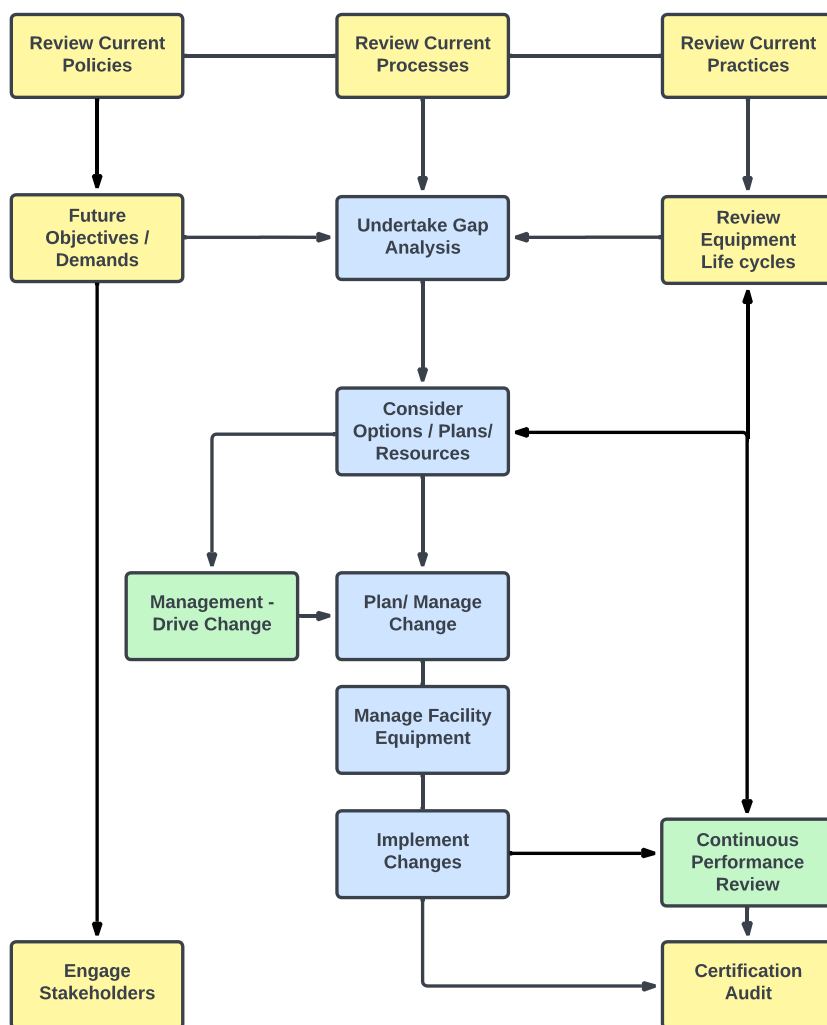 Review Current
Policies
Review Current
Processes
Review Current
Practices
Future
Objectives /
Demands
Undertake Gap
Analysis
Review
Equipment
Life cycles
Consider
Options / Plans/
Resources
Management -
Drive Change
Plan/ Manage
Change
Manage Facility
Equipment
Implement
Changes
Continuous
Performance
Review
Engage
Stakeholders
Certification
Audit